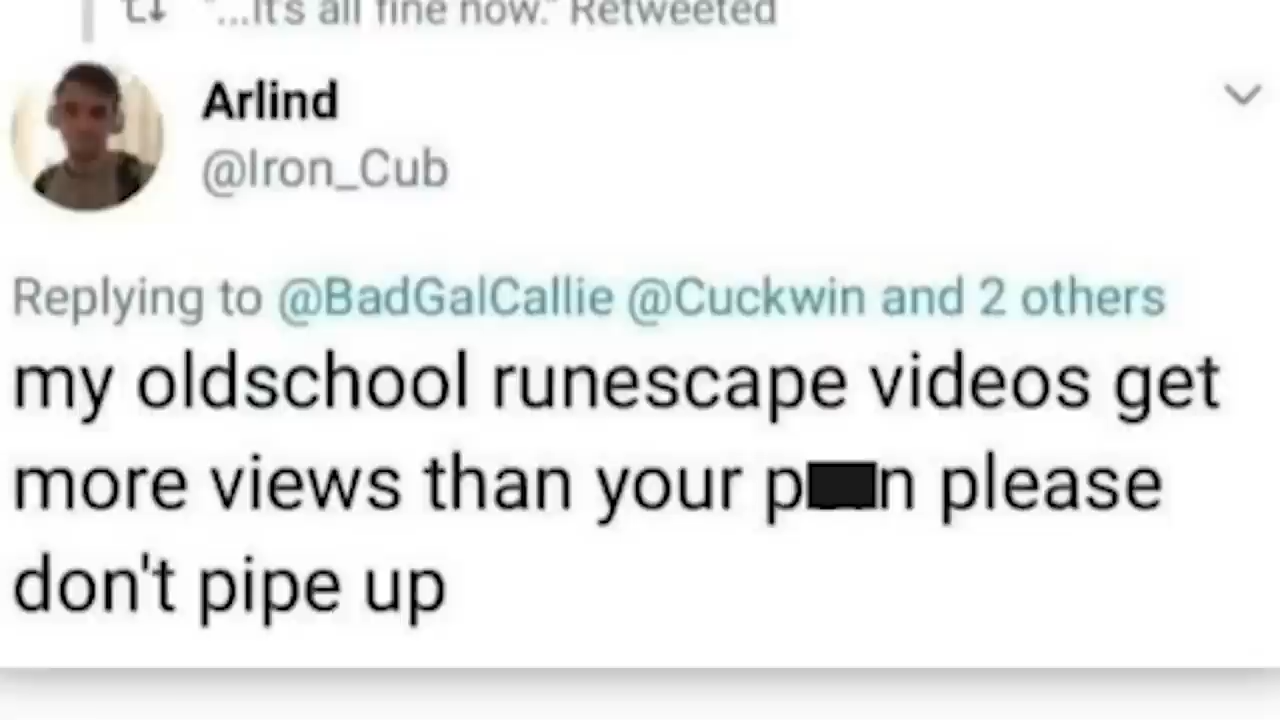 "...It's all fine now." Retweeted
Arlind
@Iron_Cub
Replying to @BadGalCallie @Cuckwin and 2 others
my oldschool runescape videos get
more views than your p██n please
don't pipe up